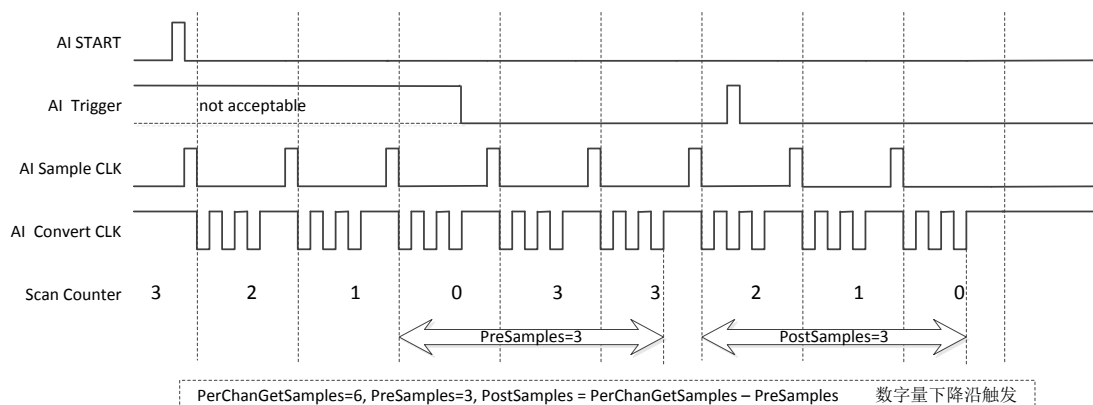 AI START
AI Trigger
not acceptable
AI Sample CLK
AI Convert CLK
Scan Counter 3 2 1 0 3 3 2 1 0
PreSamples=3 PostSamples=3
PerChanGetSamples=6, PreSamples=3, PostSamples = PerChanGetSamples – PreSamples 数字量下降沿触发